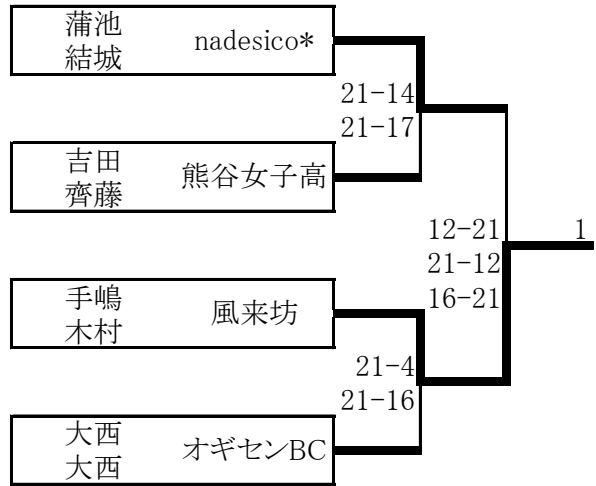 蒲池
結城
nadesico*
21-14
21-17
吉田
齊藤
熊谷女子高
12-21
21-12
16-21
1
手嶋
木村
風来坊
21-4
21-16
大西
大西
オギセンBC